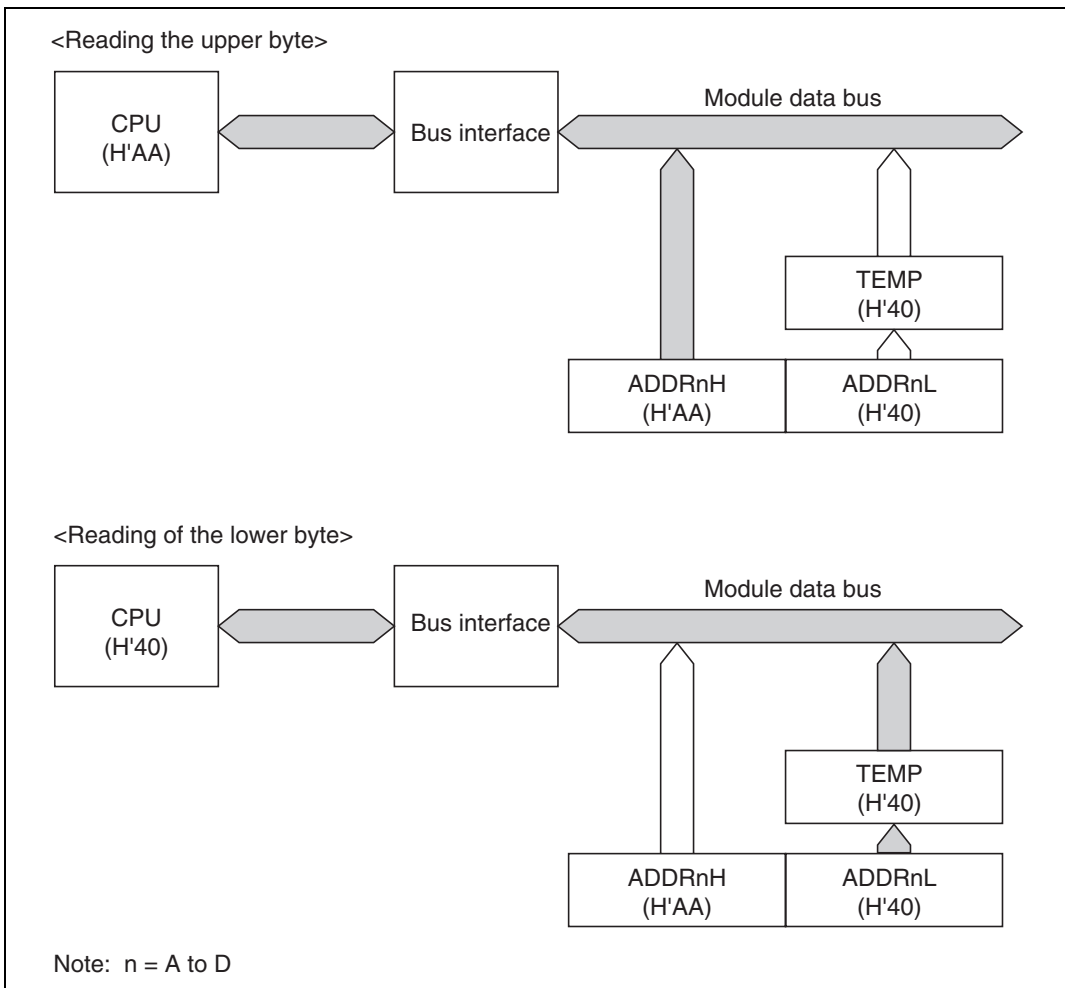 <Reading the upper byte>
CPU
(H'AA)
Bus interface
Module data bus
TEMP
(H'40)
ADDRnH
(H'AA)
ADDRnL
(H'40)
<Reading of the lower byte>
CPU
(H'40)
Bus interface
Module data bus
TEMP
(H'40)
ADDRnH
(H'AA)
ADDRnL
(H'40)
Note: n = A to D